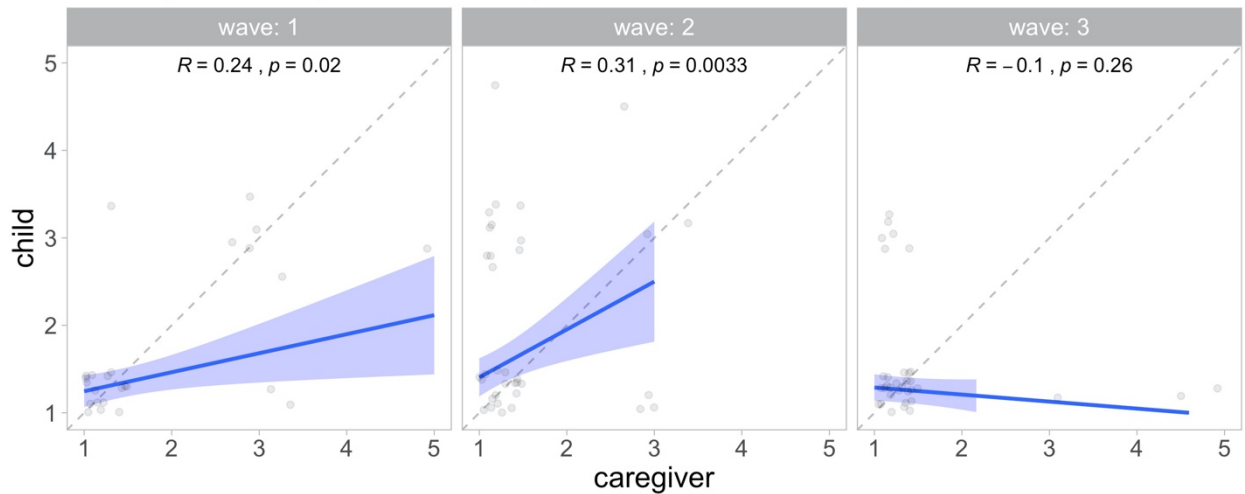 wave: 1
wave: 2
wave: 3
R = 0.24 , p = 0.02
R = 0.31 , p = 0.0033
R = −0.1 , p = 0.26
child
5
4
3
2
1
1
2
3
4
5
1
2
3
4
5
1
2
3
4
5
caregiver